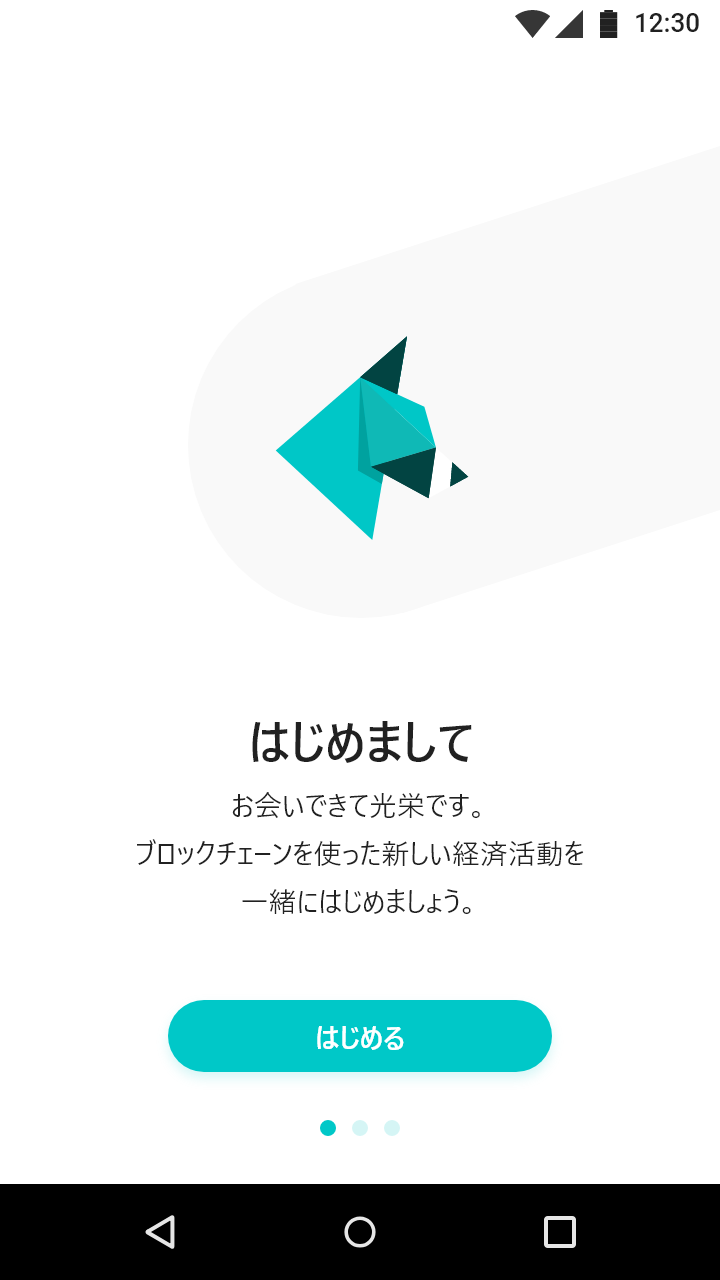 12:30
はじめまして
お会いできて光栄です。
ブロックチェーンを使った新しい経済活動を
一緒にはじめましょう。
はじめる